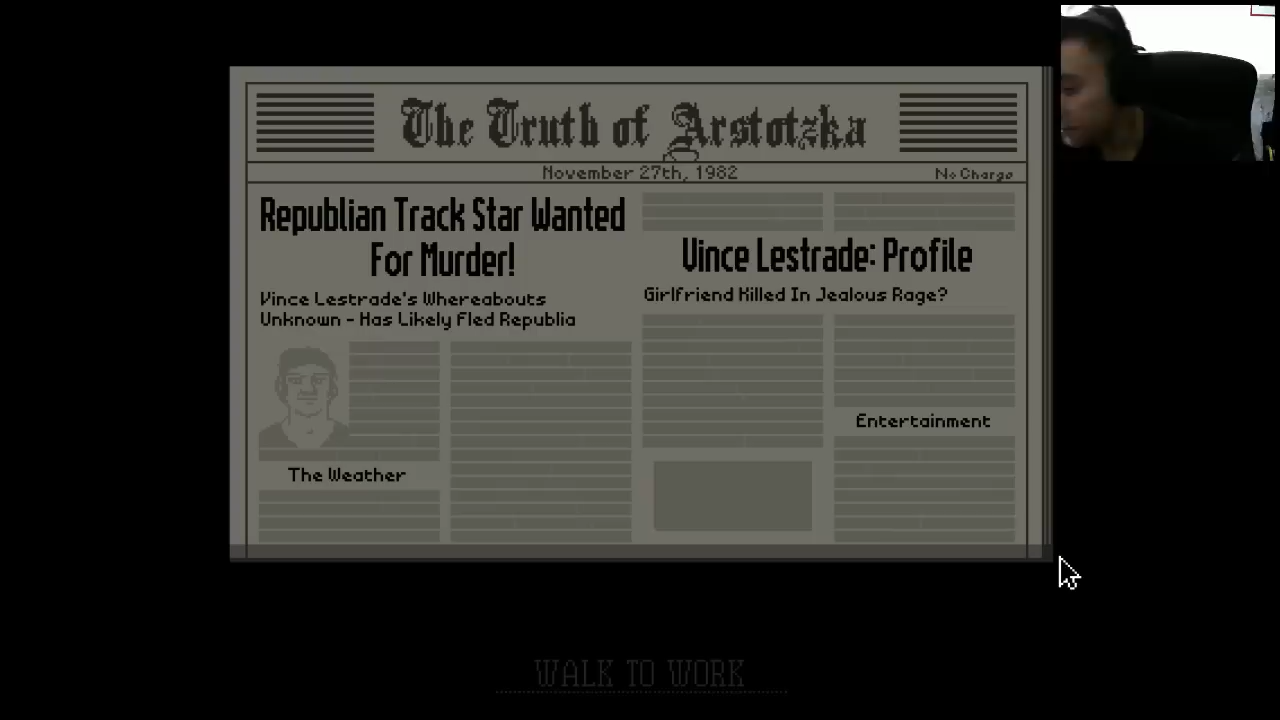 The Truth of Arstotzka
November 27th, 1982
No Charge
Republian Track Star Wanted
For Murder!
Vince Lestrade's Whereabouts
Unknown - Has Likely Fled Republia
The Weather
Vince Lestrade: Profile
Girlfriend Killed In Jealous Rage?
Entertainment
WALK TO WORK